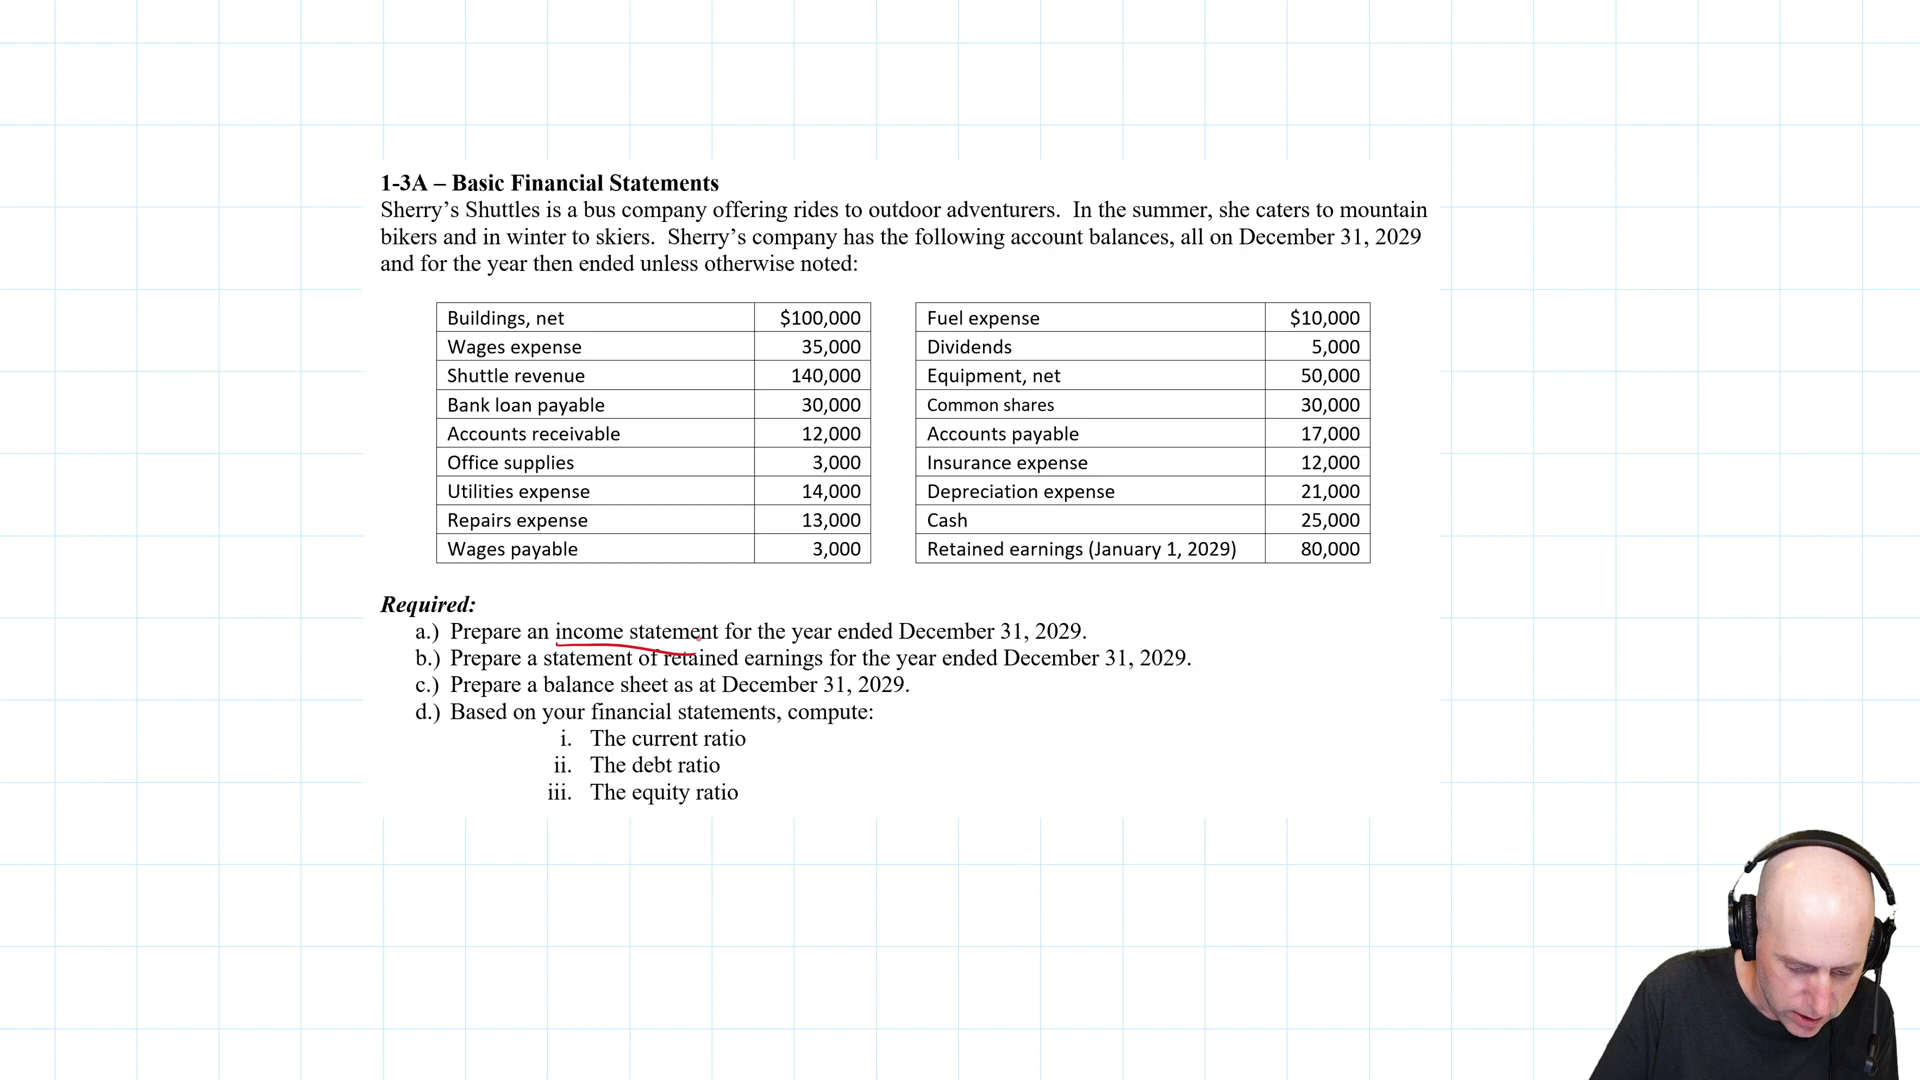 1-3A – Basic Financial Statements
Sherry’s Shuttles is a bus company offering rides to outdoor adventurers.  In the summer, she caters to mountain
bikers and in winter to skiers.  Sherry’s company has the following account balances, all on December 31, 2029
and for the year then ended unless otherwise noted:
Buildings, net $100,000
Wages expense 35,000
Shuttle revenue 140,000
Bank loan payable 30,000
Accounts receivable 12,000
Office supplies 3,000
Utilities expense 14,000
Repairs expense 13,000
Wages payable 3,000
Fuel expense $10,000
Dividends 5,000
Equipment, net 50,000
Common shares 30,000
Accounts payable 17,000
Insurance expense 12,000
Depreciation expense 21,000
Cash 25,000
Retained earnings (January 1, 2029) 80,000
Required:
a.) Prepare an income statement for the year ended December 31, 2029.
b.) Prepare a statement of retained earnings for the year ended December 31, 2029.
c.) Prepare a balance sheet as at December 31, 2029.
d.) Based on your financial statements, compute:
i. The current ratio
ii. The debt ratio
iii. The equity ratio